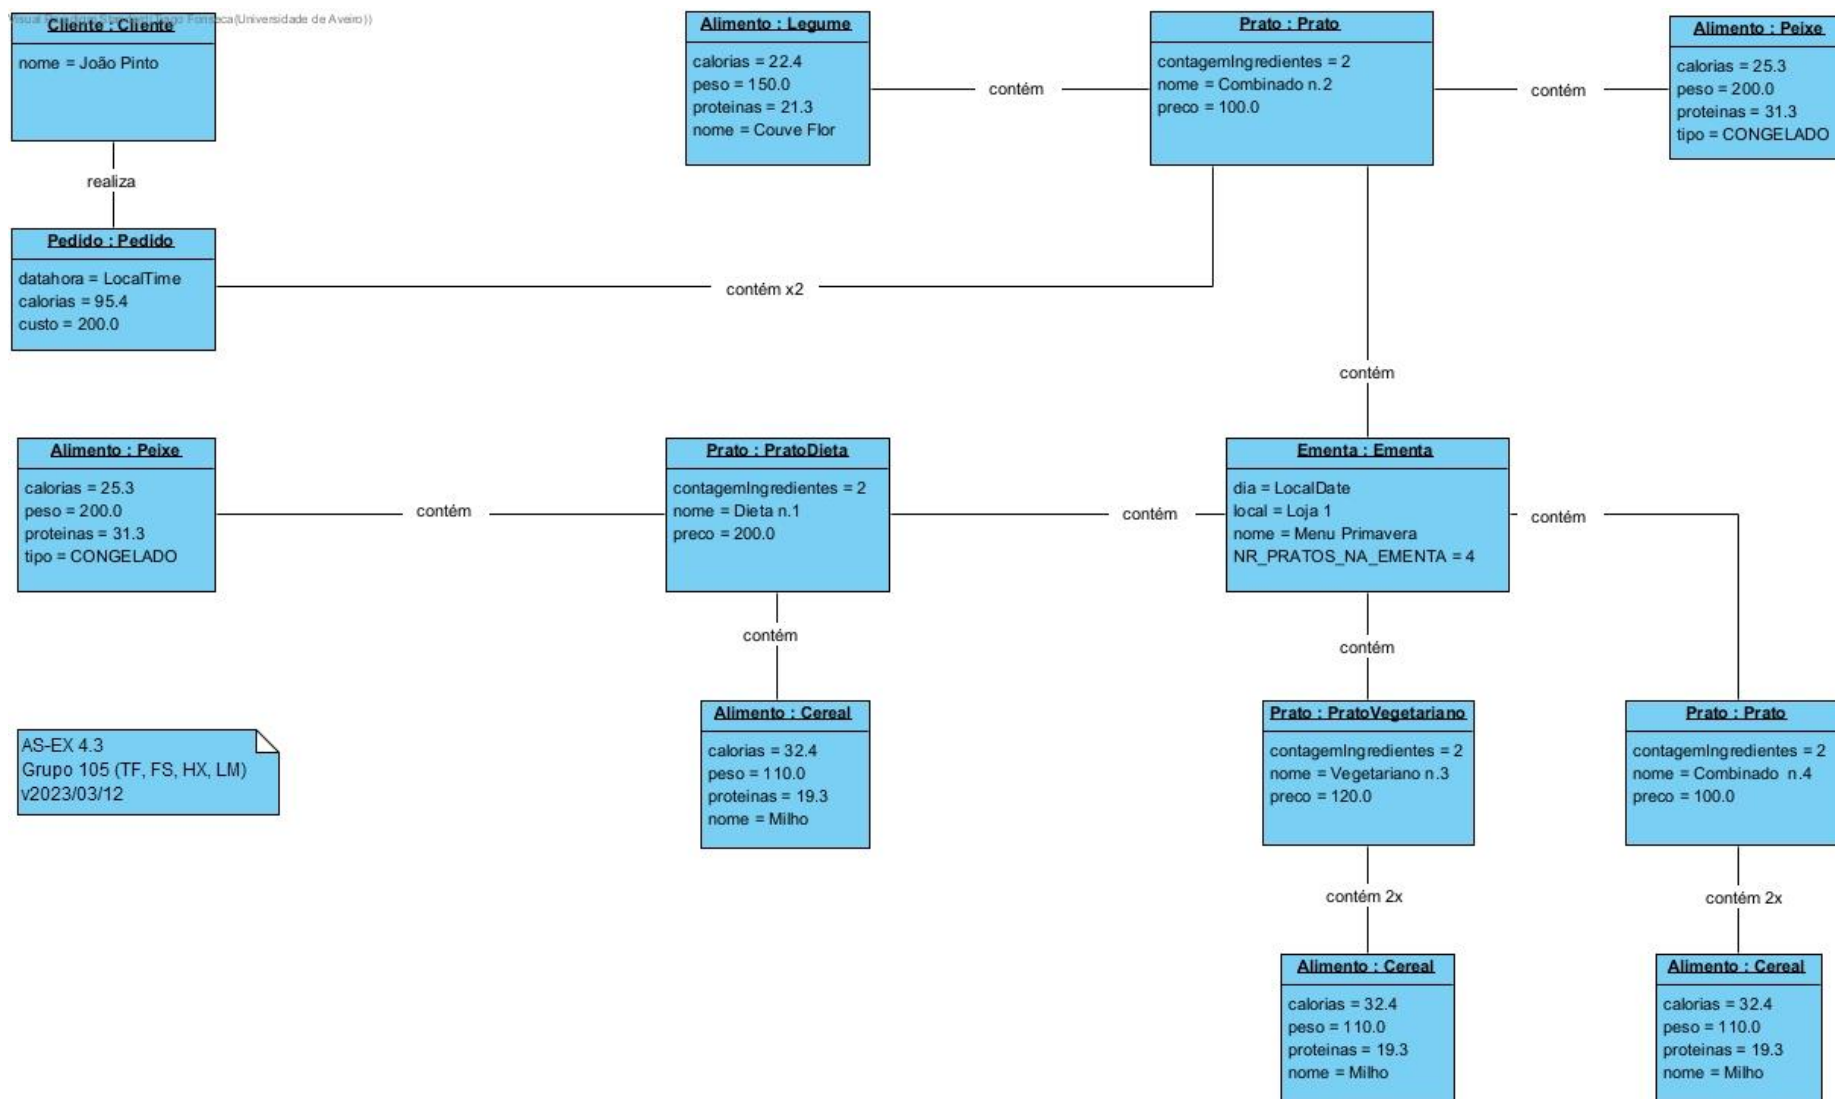 Visual Paradigm Standard(Tiago Fonseca(Universidade de Aveiro))
Cliente : Cliente
nome = João Pinto
realiza
Pedido : Pedido
datahora = LocalTime
calorias = 95.4
custo = 200.0
contém x2
Alimento : Legume
calorias = 22.4
peso = 150.0
proteinas = 21.3
nome = Couve Flor
contém
Prato : Prato
contagemIngredientes = 2
nome = Combinado n.2
preco = 100.0
contém
Alimento : Peixe
calorias = 25.3
peso = 200.0
proteinas = 31.3
tipo = CONGELADO
contém
Alimento : Peixe
calorias = 25.3
peso = 200.0
proteinas = 31.3
tipo = CONGELADO
contém
Prato : PratoDieta
contagemIngredientes = 2
nome = Dieta n.1
preco = 200.0
contém
Ementa : Ementa
dia = LocalDate
local = Loja 1
nome = Menu Primavera
NR_PRATOS_NA_EMENTA = 4
contém
contém
contém
AS-EX 4.3
Grupo 105 (TF, FS, HX, LM)
v2023/03/12
Alimento : Cereal
calorias = 32.4
peso = 110.0
proteinas = 19.3
nome = Milho
Prato : PratoVegetariano
contagemIngredientes = 2
nome = Vegetariano n.3
preco = 120.0
Prato : Prato
contagemIngredientes = 2
nome = Combinado n.4
preco = 100.0
contém 2x
contém 2x
Alimento : Cereal
calorias = 32.4
peso = 110.0
proteinas = 19.3
nome = Milho
Alimento : Cereal
calorias = 32.4
peso = 110.0
proteinas = 19.3
nome = Milho